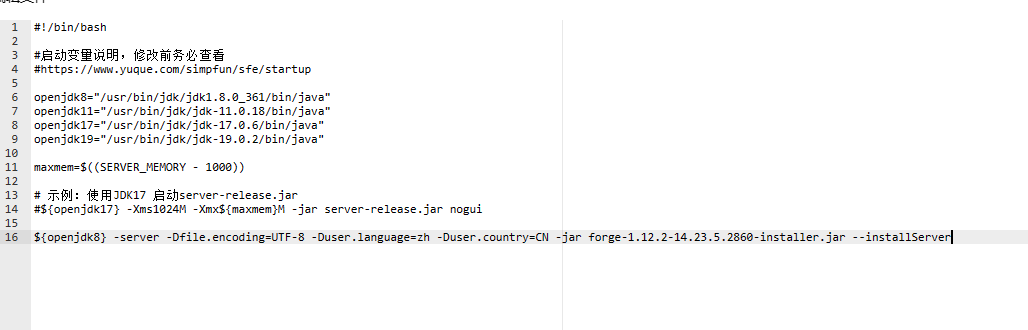 1 #!/bin/bash
2
3 #启动变量说明，修改前务必查看
4 #https://www.yuque.com/simpfun/sfe/startup
5
6 openjdk8="/usr/bin/jdk/jdk1.8.0_361/bin/java"
7 openjdk11="/usr/bin/jdk/jdk-11.0.18/bin/java"
8 openjdk17="/usr/bin/jdk/jdk-17.0.6/bin/java"
9 openjdk19="/usr/bin/jdk/jdk-19.0.2/bin/java"
10
11 maxmem=$((SERVER_MEMORY - 1000))
12
13 # 示例: 使用JDK17 启动server-release.jar
14 #${openjdk17} -Xms1024M -Xmx${maxmem}M -jar server-release.jar nogui
15
16 ${openjdk8} -server -Dfile.encoding=UTF-8 -Duser.language=zh -Duser.country=CN -jar forge-1.12.2-14.23.5.2860-installer.jar --installServer